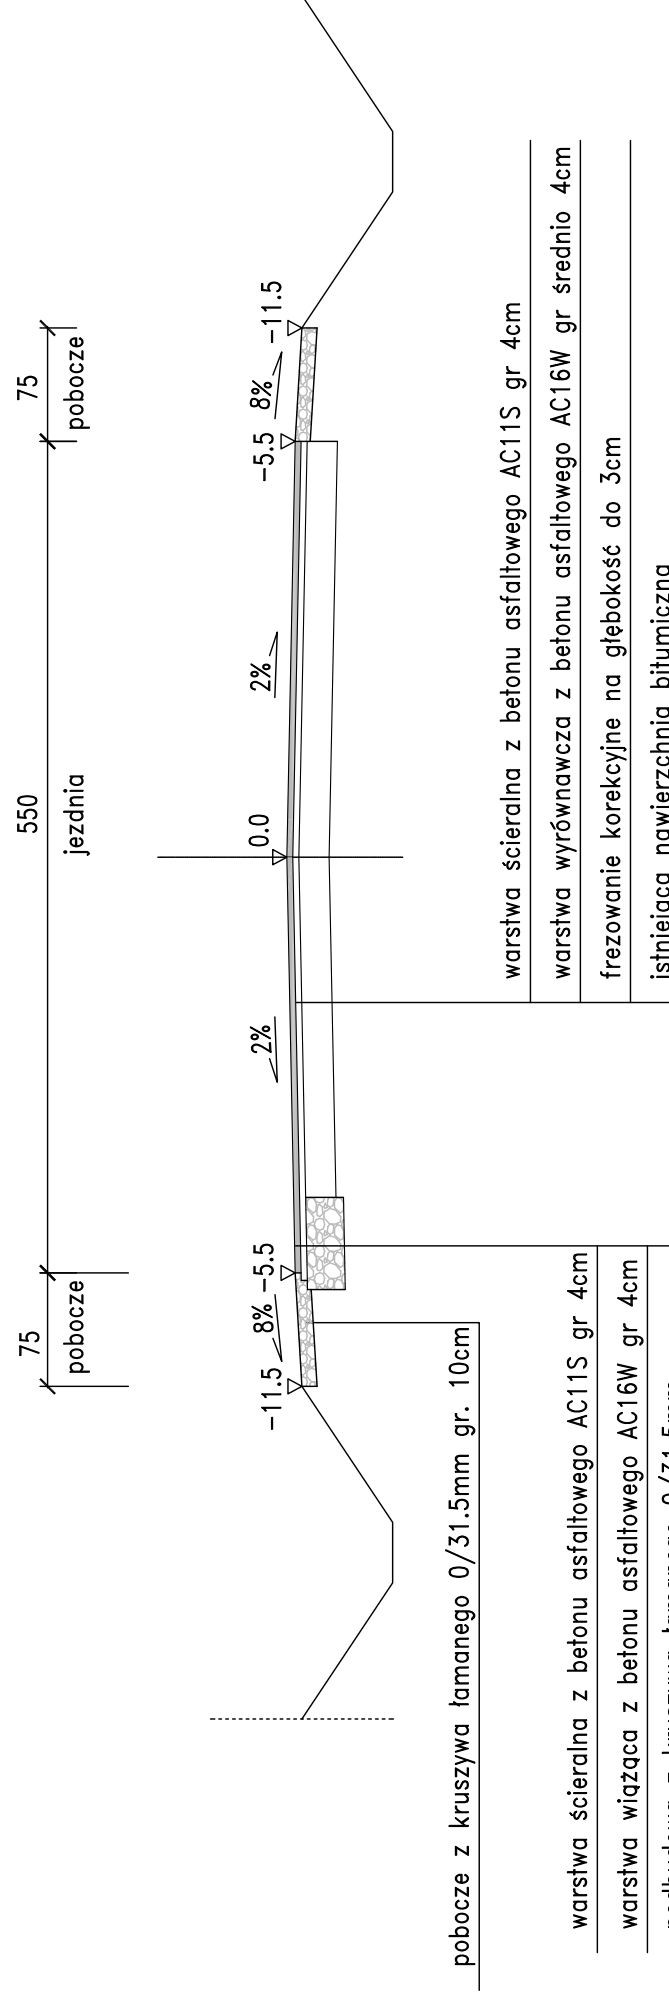 75 550 75
pobocze jezdnia pobocze
-11.5 8% -5.5 2% 0.0 2% -5.5 8% -11.5
pobocze z kruszywa łamanego 0/31.5mm gr. 10cm
warstwa ścieralna z betonu asfaltowego AC11S gr 4cm
warstwa wyrównawcza z betonu asfaltowego AC16W gr średnio 4cm
frezowanie korekcyjne na głębokość do 3cm
istniejąca nawierzchnia bitumiczna
warstwa ścieralna z betonu asfaltowego AC11S gr 4cm
warstwa wiążąca z betonu asfaltowego AC16W gr 4cm